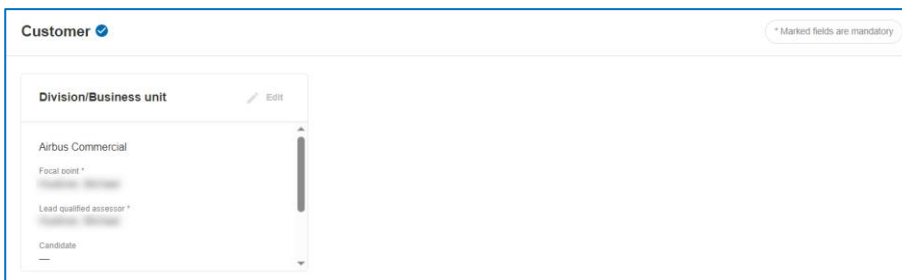 Customer
* Marked fields are mandatory
Division/Business unit
Edit
Airbus Commercial
Focal point *
Lead qualified assessor *
Candidate
—